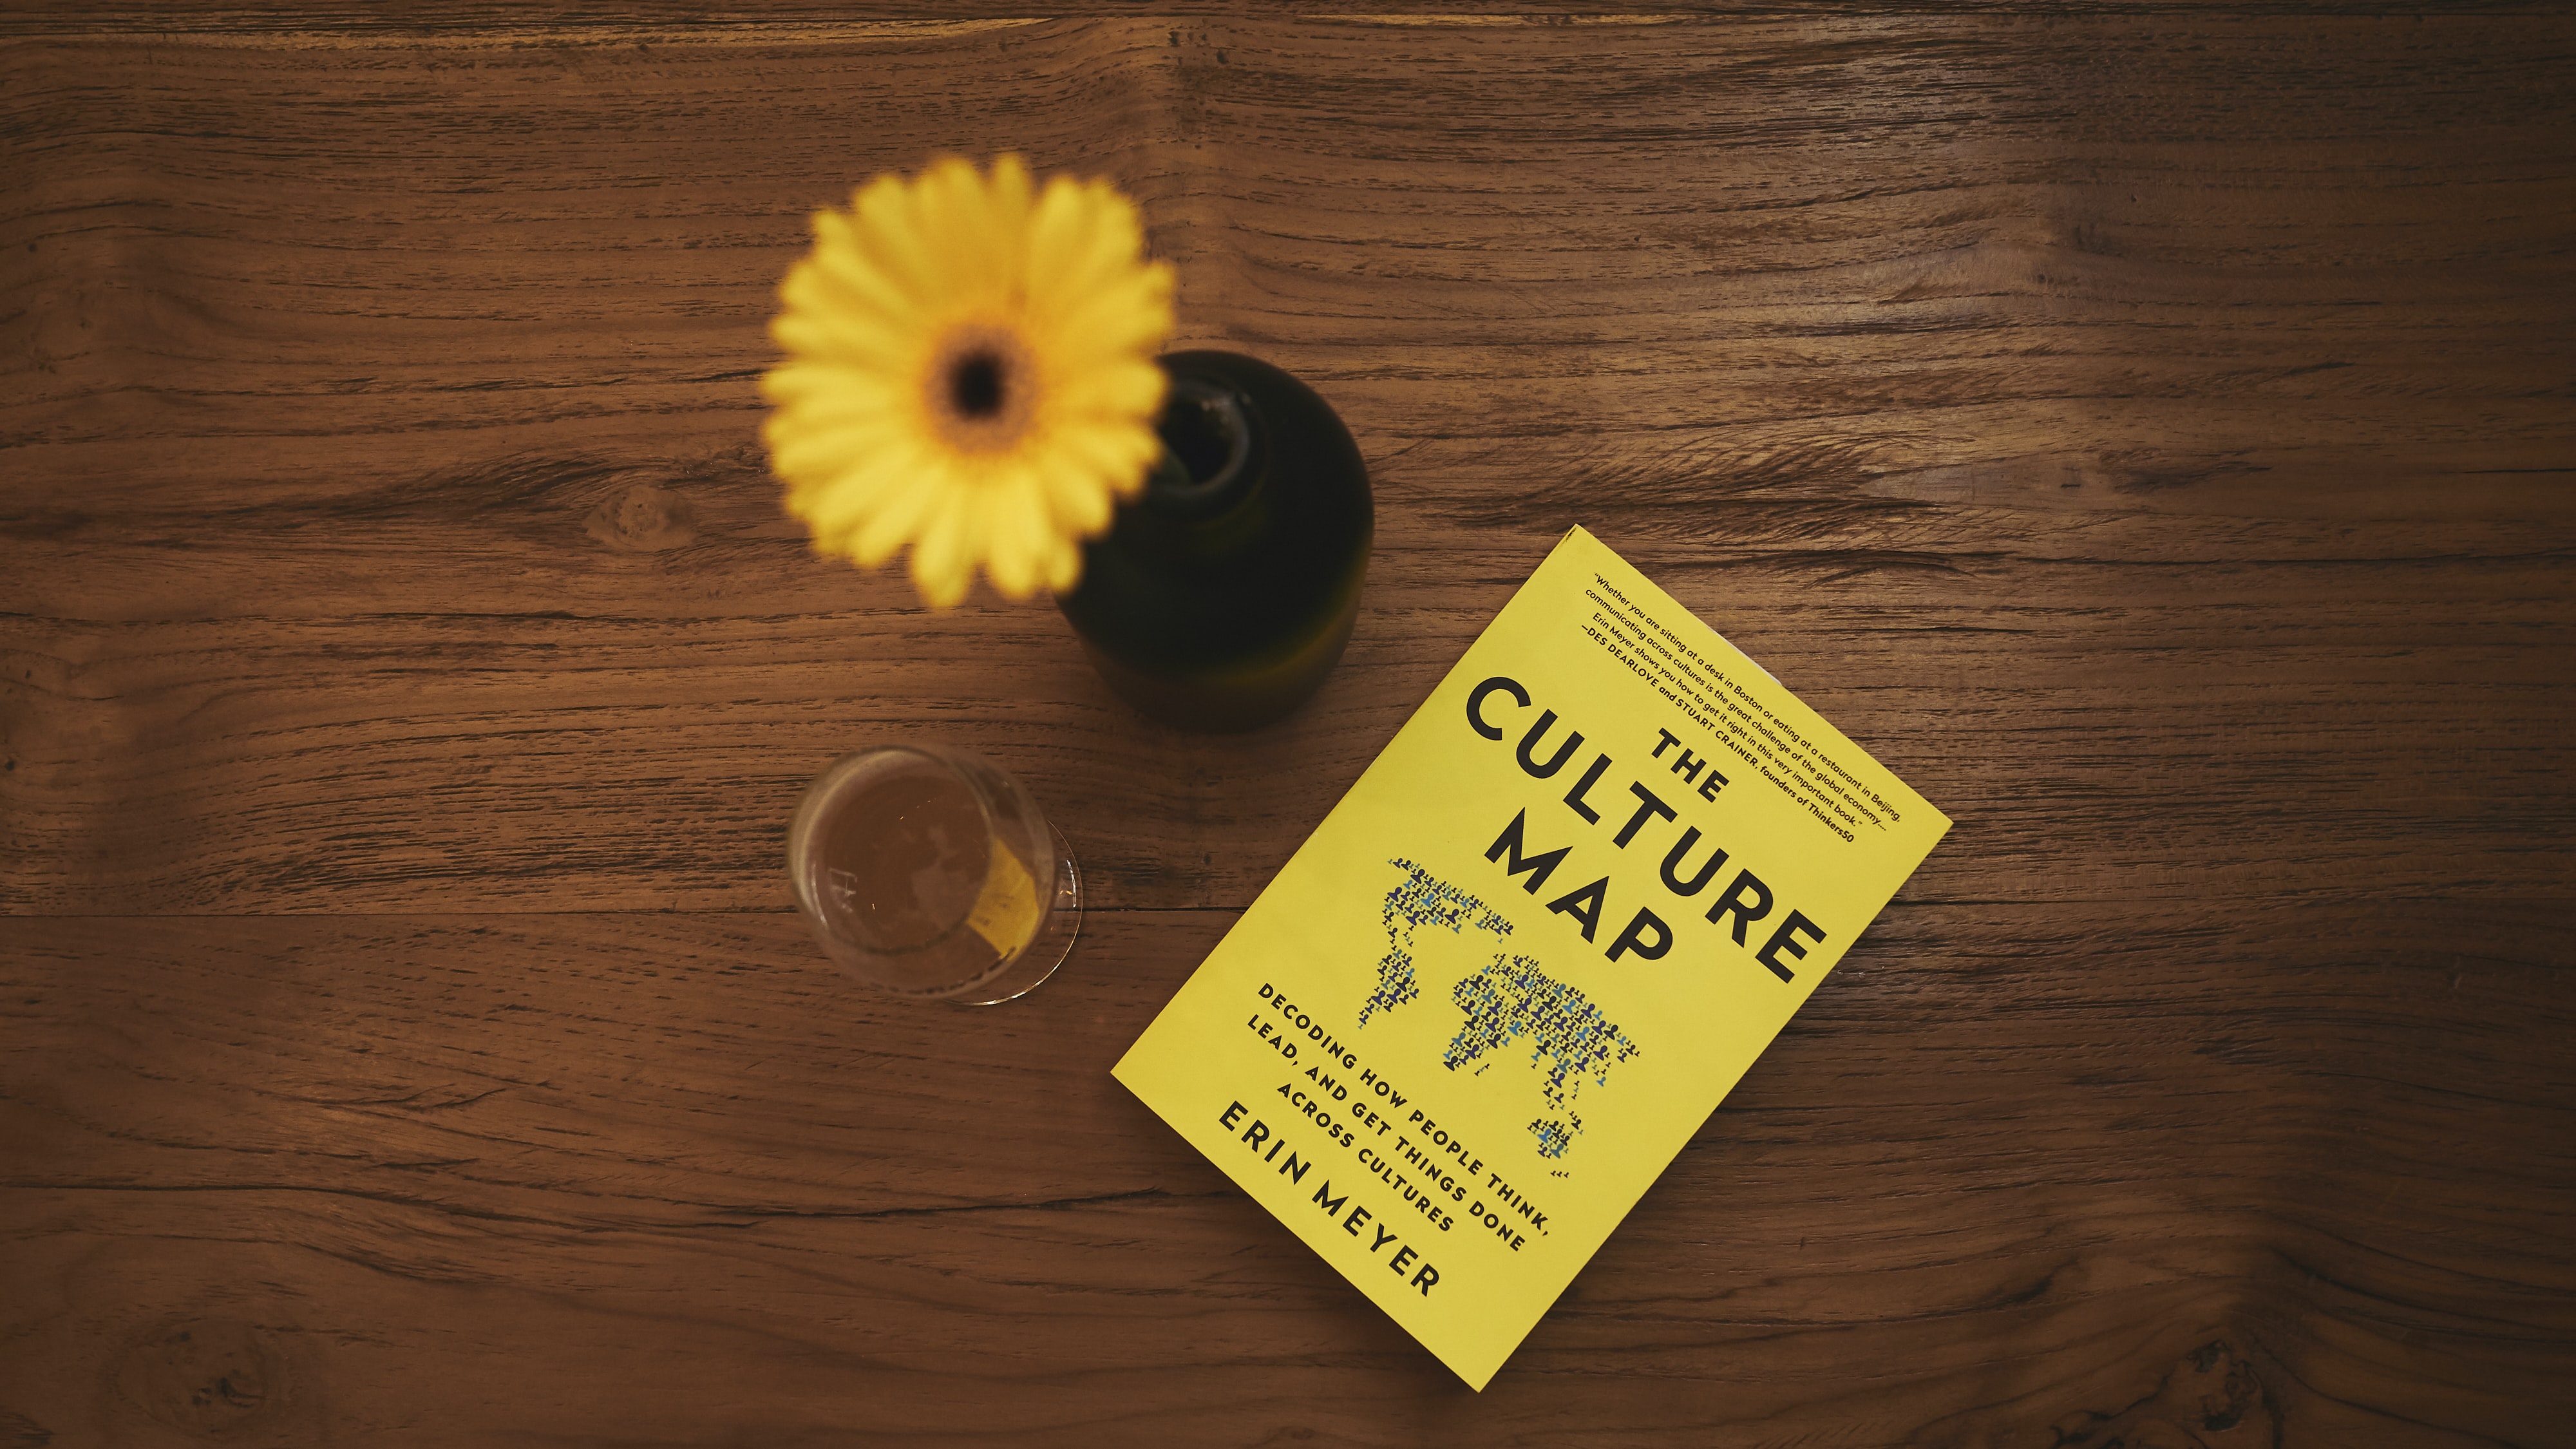 "Whether you are sitting at a desk in Boston or eating at a restaurant in Beijing,
communicating across cultures is the great challenge of the global economy...
Erin Meyer shows you how to get it right in this very important book."
—DES DEARLOVE and STUART CRAINER, founders of Thinkers50
THE
CULTURE
MAP
DECODING HOW PEOPLE THINK,
LEAD, AND GET THINGS DONE
ACROSS CULTURES
ERIN MEYER